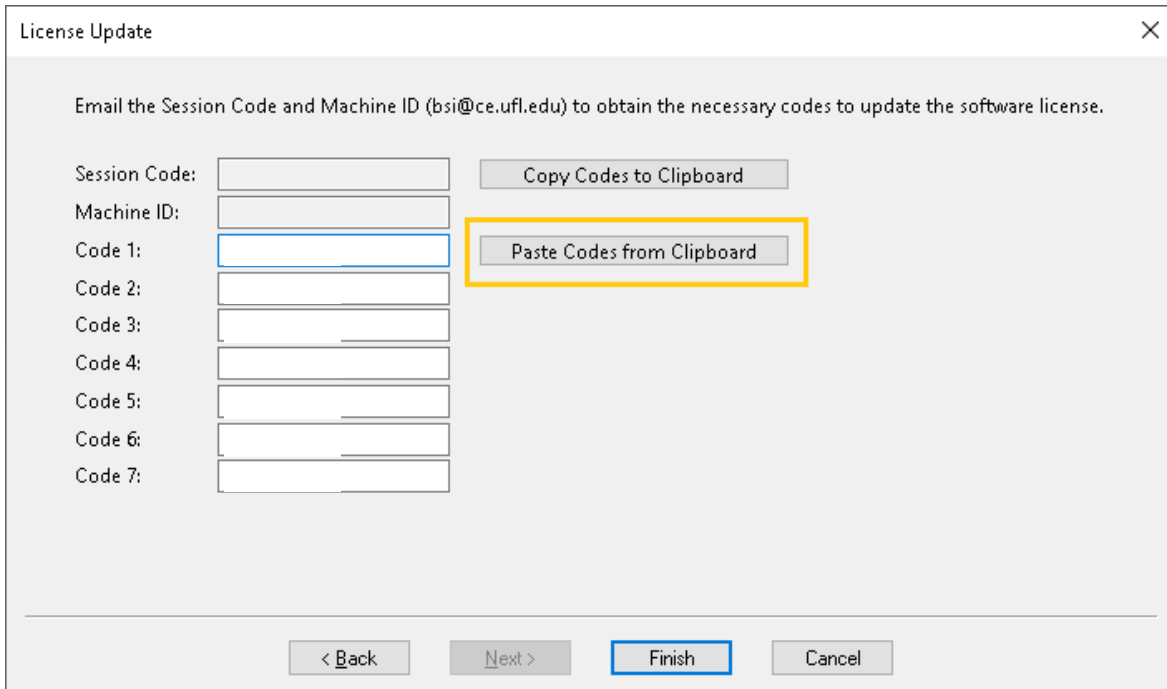 License Update
Email the Session Code and Machine ID (bsi@ce.ufl.edu) to obtain the necessary codes to update the software license.
Session Code:
Copy Codes to Clipboard
Machine ID:
Code 1:
Paste Codes from Clipboard
Code 2:
Code 3:
Code 4:
Code 5:
Code 6:
Code 7:
< Back
Next >
Finish
Cancel